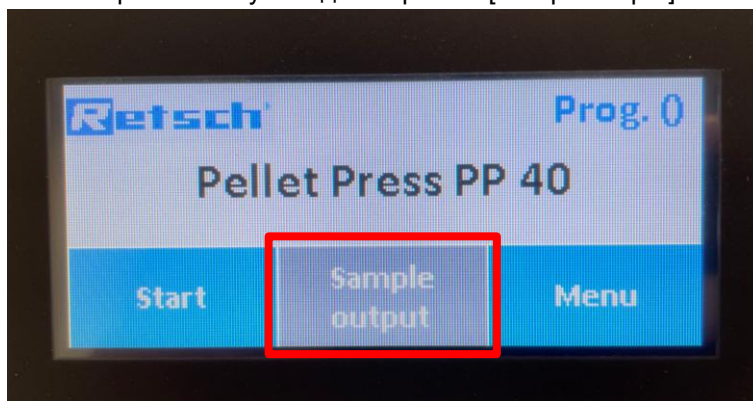 Retsch
Prog. 0
Pellet Press PP 40
Start
Sample
output
Menu